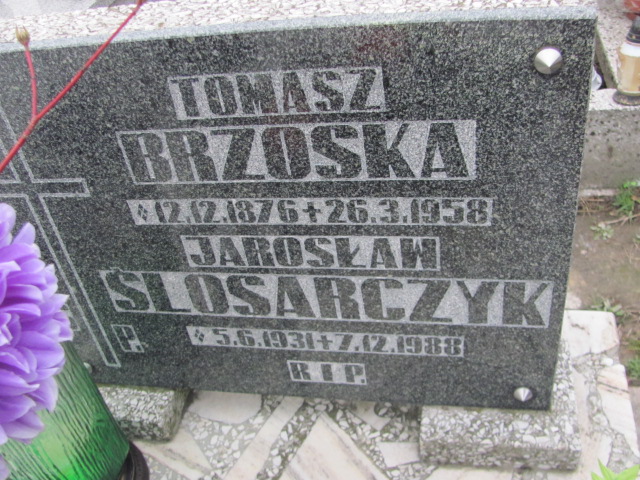 TOMASZ
BRZOSKA
12.12.1876+26.3.1958
JAROSŁAW
ŚLOSARCZYK
P. 5.6.1931+7.12.1988
R I P.